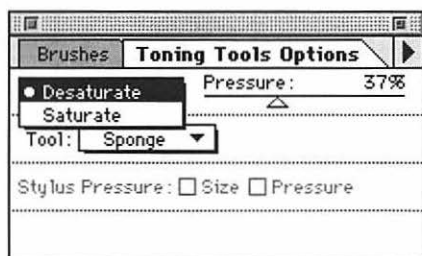 Brushes Toning Tools Options
Desaturate Pressure: 37%
Saturate
Tool: Sponge
Stylus Pressure: Size Pressure